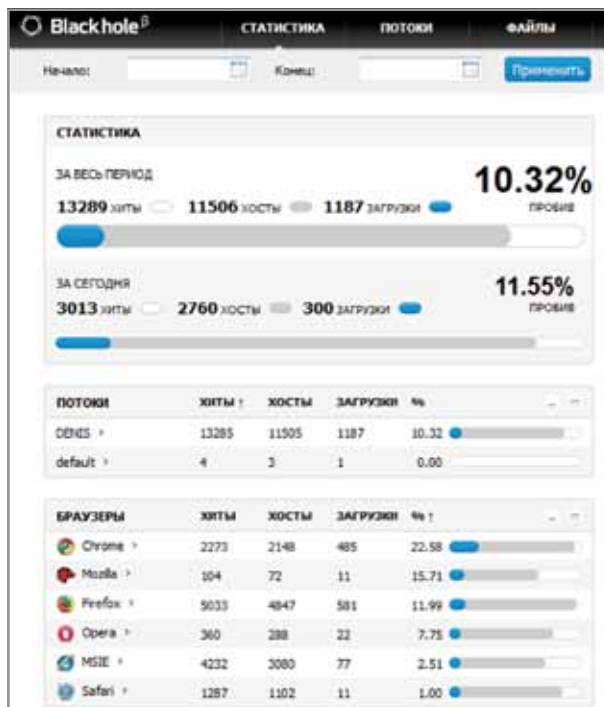 Blackhole β СТАТИСТИКА ПОТОКИ ФАЙЛЫ
Начало: Конец: Применить
СТАТИСТИКА
ЗА ВЕСЬ ПЕРИОД
10.32%
13289 ХИТЫ 11506 ХОСТЫ 1187 ЗАГРУЗКИ ПРОБИВ
ЗА СЕГОДНЯ
11.55%
3013 ХИТЫ 2760 ХОСТЫ 300 ЗАГРУЗКИ ПРОБИВ
ПОТОКИ ХИТЫ ↑ ХОСТЫ ЗАГРУЗКИ %
DENIS 13285 11505 1187 10.32
default 4 3 1 0.00
БРАУЗЕРЫ ХИТЫ ХОСТЫ ЗАГРУЗКИ % ↑
Chrome 2273 2148 485 22.58
Mozilla 104 72 11 15.71
Firefox 5033 4847 581 11.99
Opera 360 288 22 7.75
MSIE 4232 3080 77 2.51
Safari 1287 1102 11 1.00